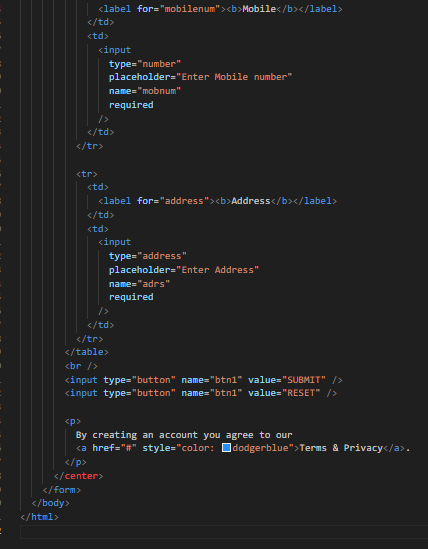 <label for="mobilenum"><b>Mobile</b></label>
</td>
<td>
<input
type="number"
placeholder="Enter Mobile number"
name="mobnum"
required
/>
</td>
</tr>
<tr>
<td>
<label for="address"><b>Address</b></label>
</td>
<td>
<input
type="address"
placeholder="Enter Address"
name="adrs"
required
/>
</td>
</tr>
</table>
<br />
<input type="button" name="btn1" value="SUBMIT" />
<input type="button" name="btn1" value="RESET" />
<p>
By creating an account you agree to our
<a href="#" style="color: dodgerblue">Terms & Privacy</a>.
</p>
</center>
</form>
</body>
</html>